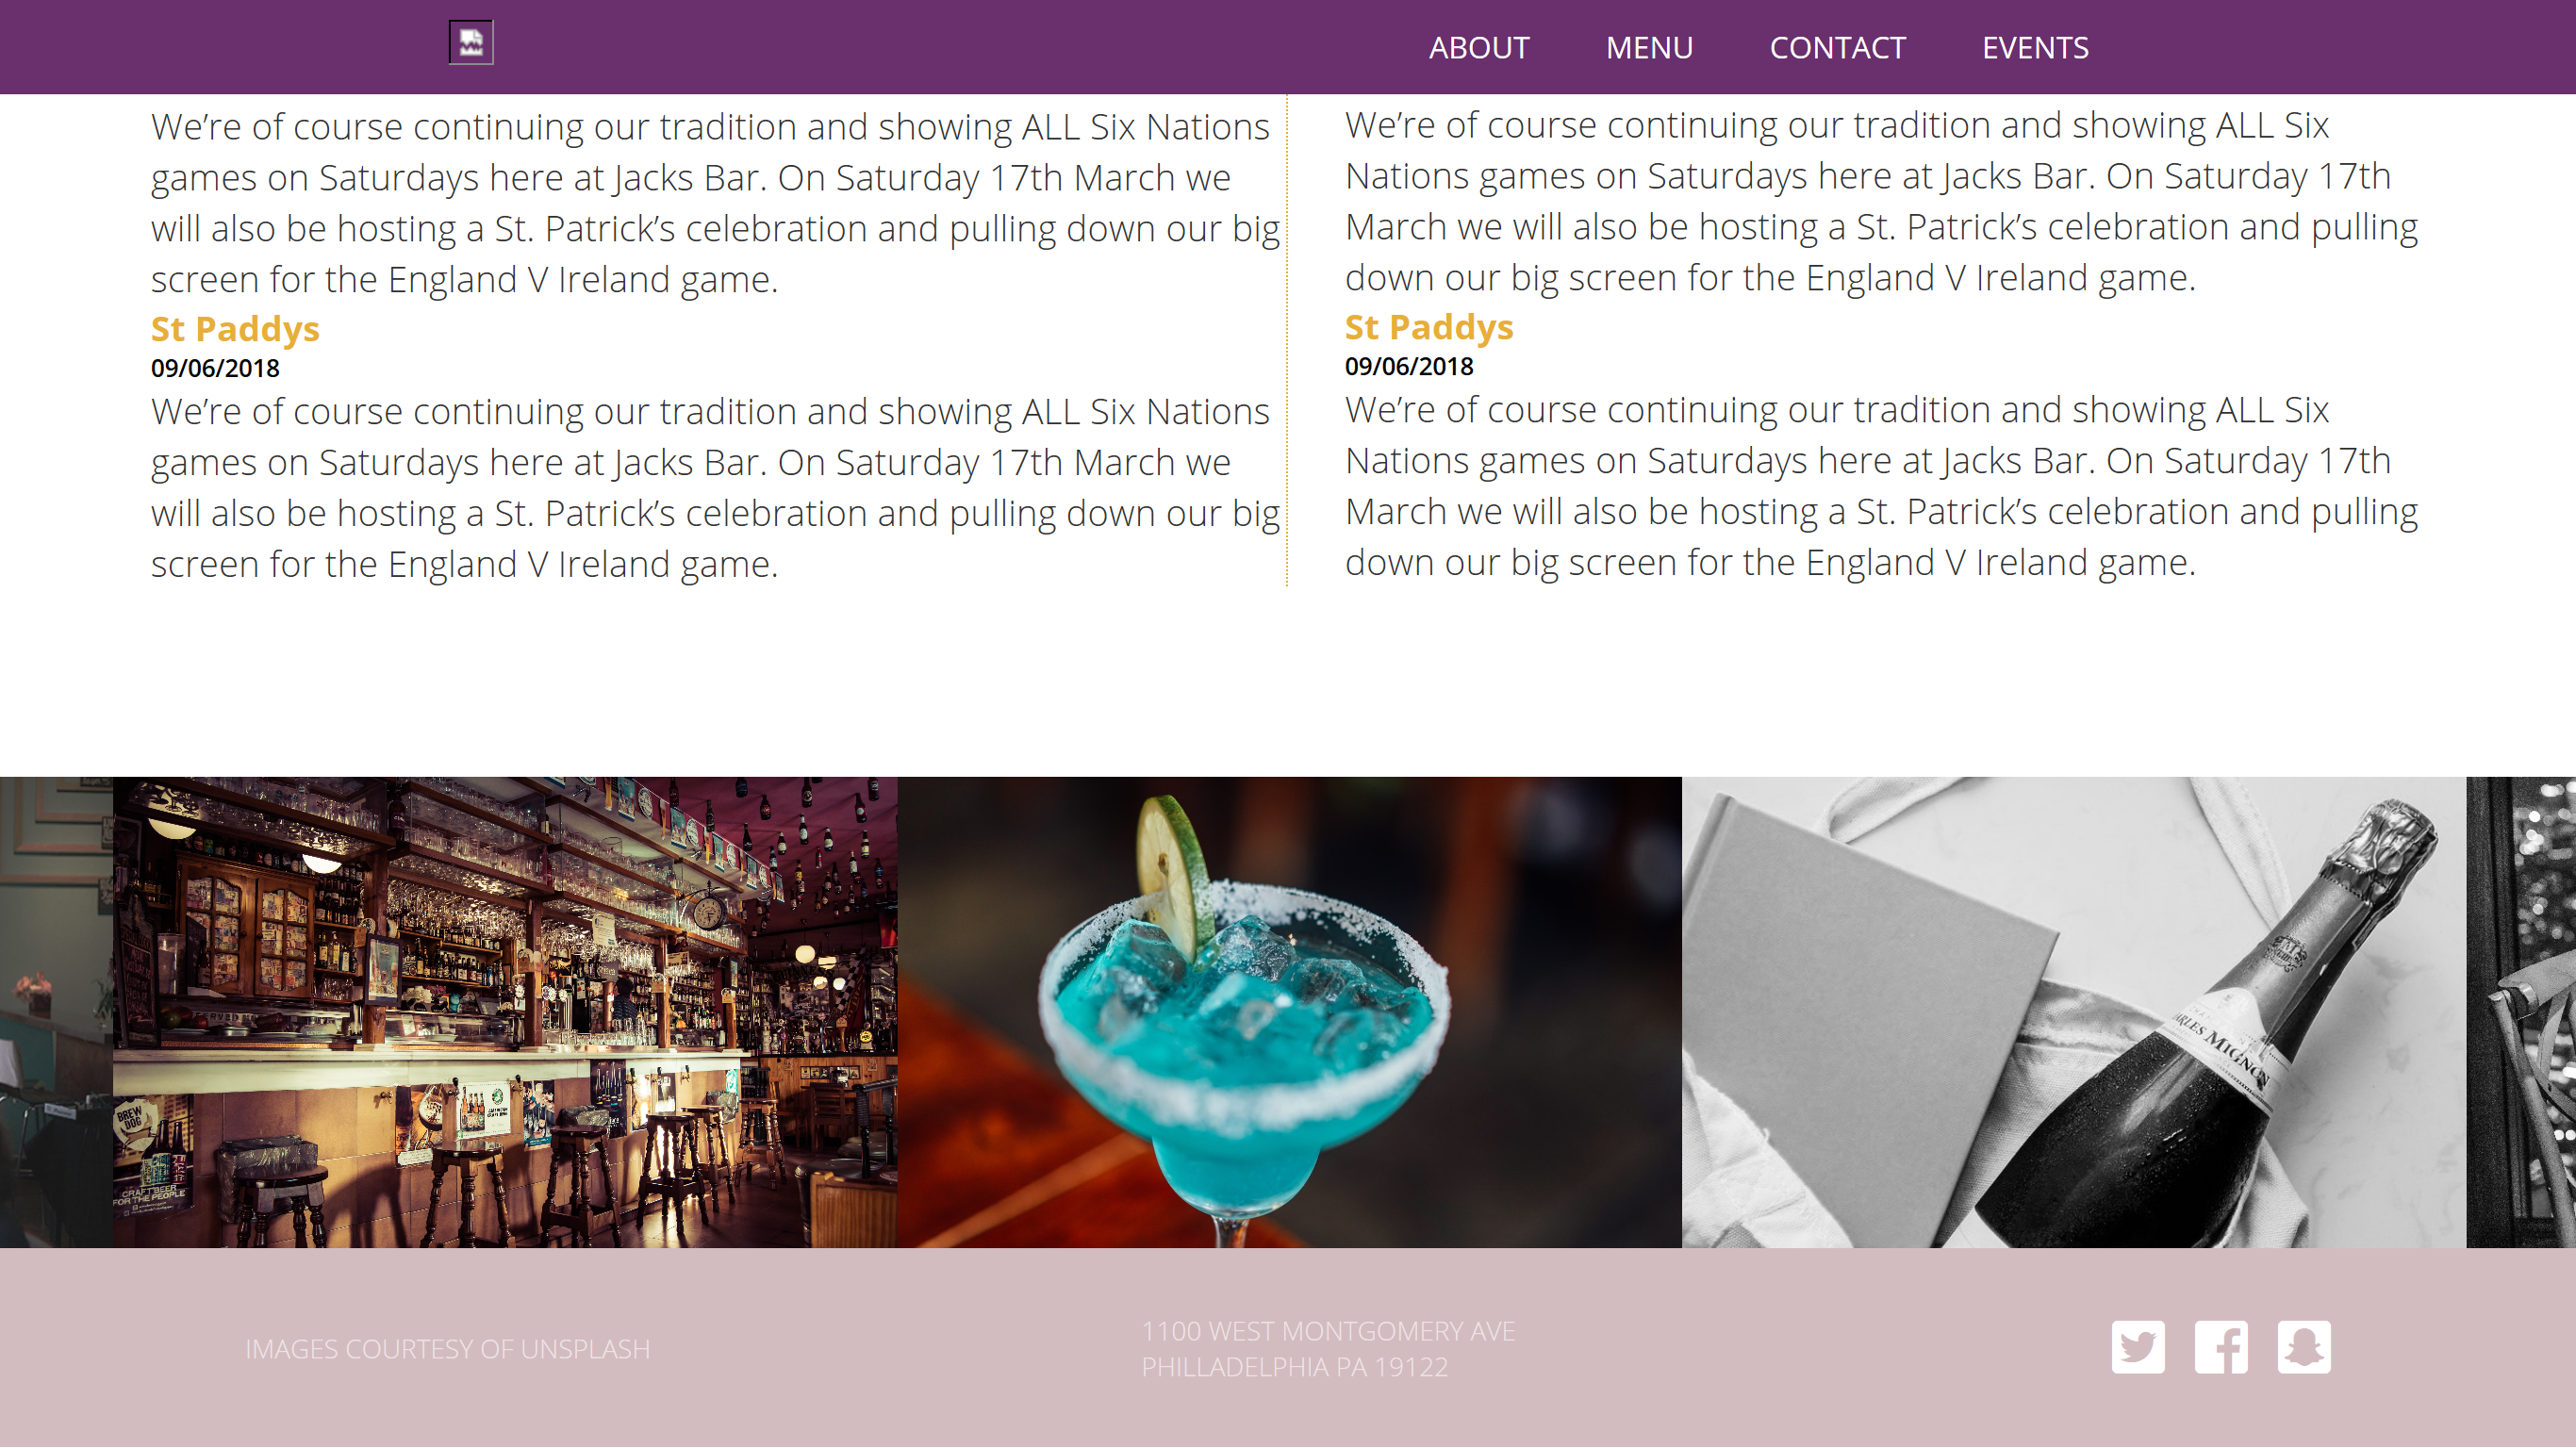 ABOUT MENU CONTACT EVENTS
We’re of course continuing our tradition and showing ALL Six Nations
games on Saturdays here at Jacks Bar. On Saturday 17th March we
will also be hosting a St. Patrick’s celebration and pulling down our big
screen for the England V Ireland game.
St Paddys
09/06/2018
We’re of course continuing our tradition and showing ALL Six Nations
games on Saturdays here at Jacks Bar. On Saturday 17th March we
will also be hosting a St. Patrick’s celebration and pulling down our big
screen for the England V Ireland game.
We’re of course continuing our tradition and showing ALL Six
Nations games on Saturdays here at Jacks Bar. On Saturday 17th
March we will also be hosting a St. Patrick’s celebration and pulling
down our big screen for the England V Ireland game.
St Paddys
09/06/2018
We’re of course continuing our tradition and showing ALL Six
Nations games on Saturdays here at Jacks Bar. On Saturday 17th
March we will also be hosting a St. Patrick’s celebration and pulling
down our big screen for the England V Ireland game.
BREW
DOG
CRAFT BEER
FOR THE PEOPLE
MIGNON
IMAGES COURTESY OF UNSPLASH
1100 WEST MONTGOMERY AVE
PHILLADELPHIA PA 19122